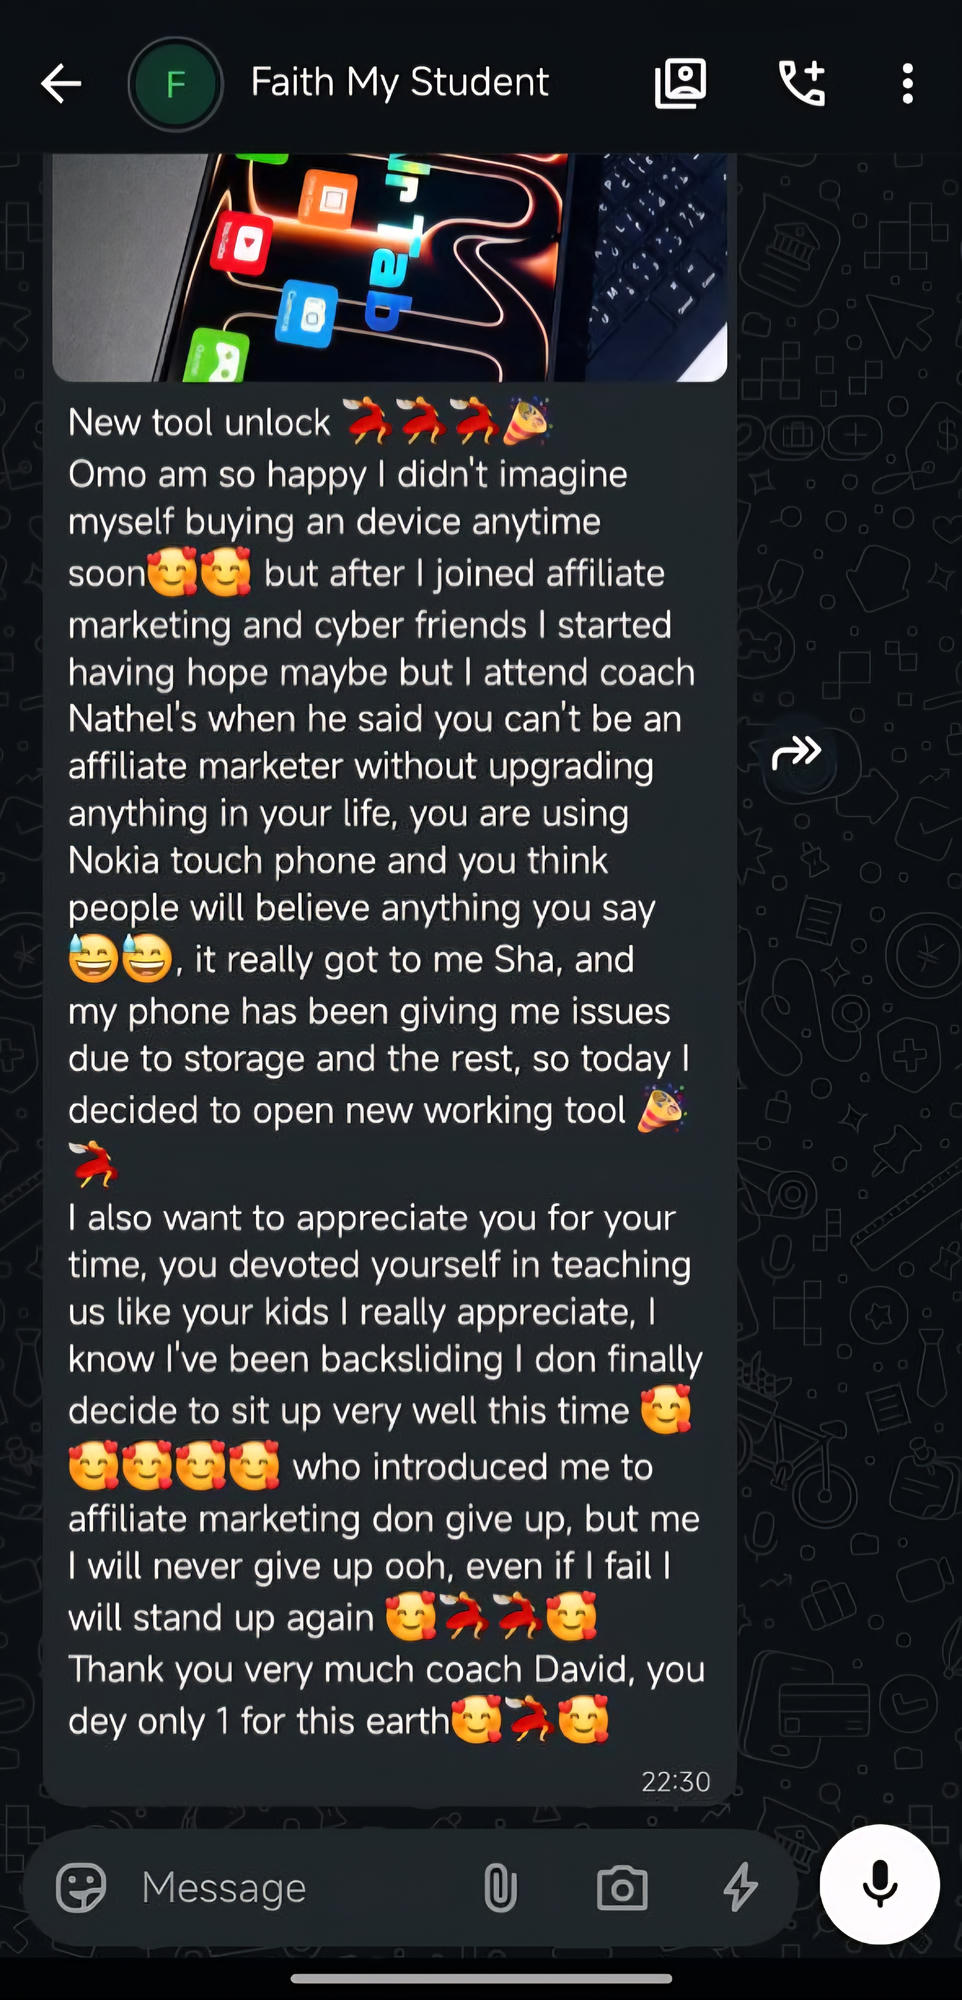 F
Faith My Student
New tool unlock 💃💃💃🎉
Omo am so happy I didn't imagine
myself buying an device anytime
soon🥰🥰 but after I joined affiliate
marketing and cyber friends I started
having hope maybe but I attend coach
Nathel's when he said you can't be an
affiliate marketer without upgrading
anything in your life, you are using
Nokia touch phone and you think
people will believe anything you say
😅😅, it really got to me Sha, and
my phone has been giving me issues
due to storage and the rest, so today I
decided to open new working tool 🎉
💃
I also want to appreciate you for your
time, you devoted yourself in teaching
us like your kids I really appreciate, I
know I've been backsliding I don finally
decide to sit up very well this time 🥰
🥰🥰🥰🥰 who introduced me to
affiliate marketing don give up, but me
I will never give up ooh, even if I fail I
will stand up again 🥰💃💃🥰
Thank you very much coach David, you
dey only 1 for this earth🥰💃🥰
22:30
Message